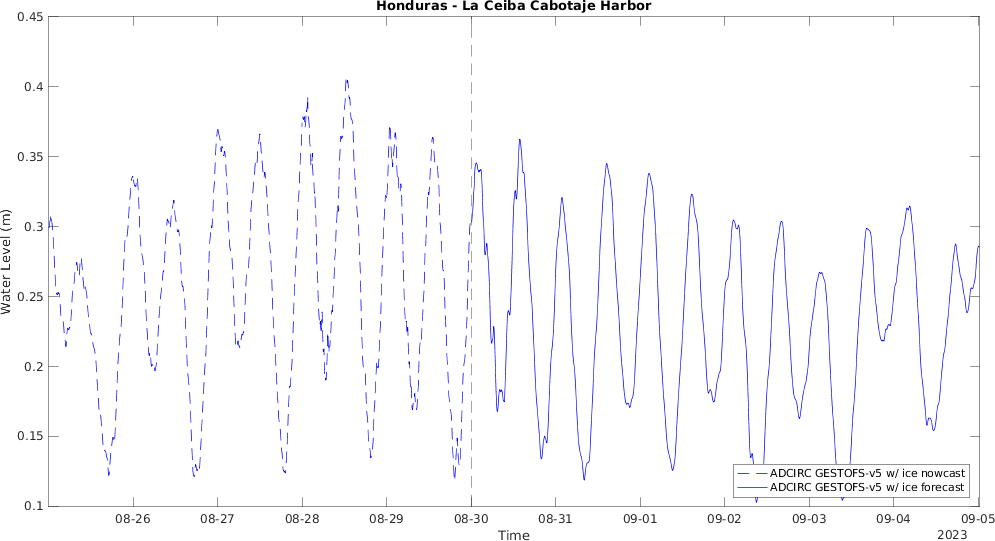 Honduras - La Ceiba Cabotaje Harbor
0.45
0.4
0.35
0.3
0.25
0.2
0.15
0.1
Water Level (m)
ADCIRC GESTOFS-v5 w/ ice nowcast
ADCIRC GESTOFS-v5 w/ ice forecast
08-26 08-27 08-28 08-29 08-30 08-31 09-01 09-02 09-03 09-04 09-05
Time
2023